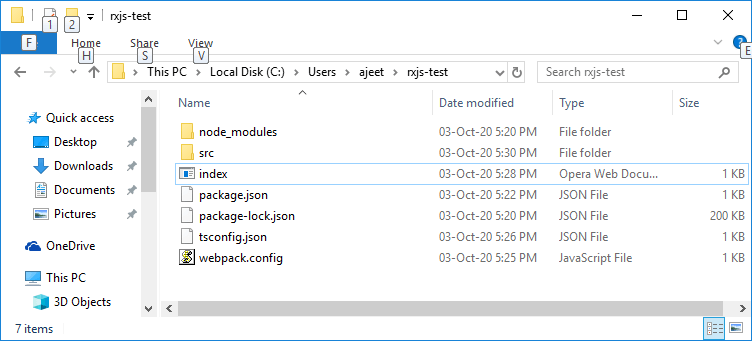 rxjs-test
1 2
F Home Share View
H S V E
This PC Local Disk (C:) Users ajeet rxjs-test Search rxjs-test
Name Date modified Type Size
Quick access
Desktop
Downloads
Documents
Pictures
OneDrive
This PC
3D Objects
node_modules 03-Oct-20 5:20 PM File folder
src 03-Oct-20 5:30 PM File folder
index 03-Oct-20 5:28 PM Opera Web Docu... 1 KB
package.json 03-Oct-20 5:22 PM JSON File 1 KB
package-lock.json 03-Oct-20 5:20 PM JSON File 200 KB
tsconfig.json 03-Oct-20 5:26 PM JSON File 1 KB
webpack.config 03-Oct-20 5:25 PM JavaScript File 1 KB
7 items